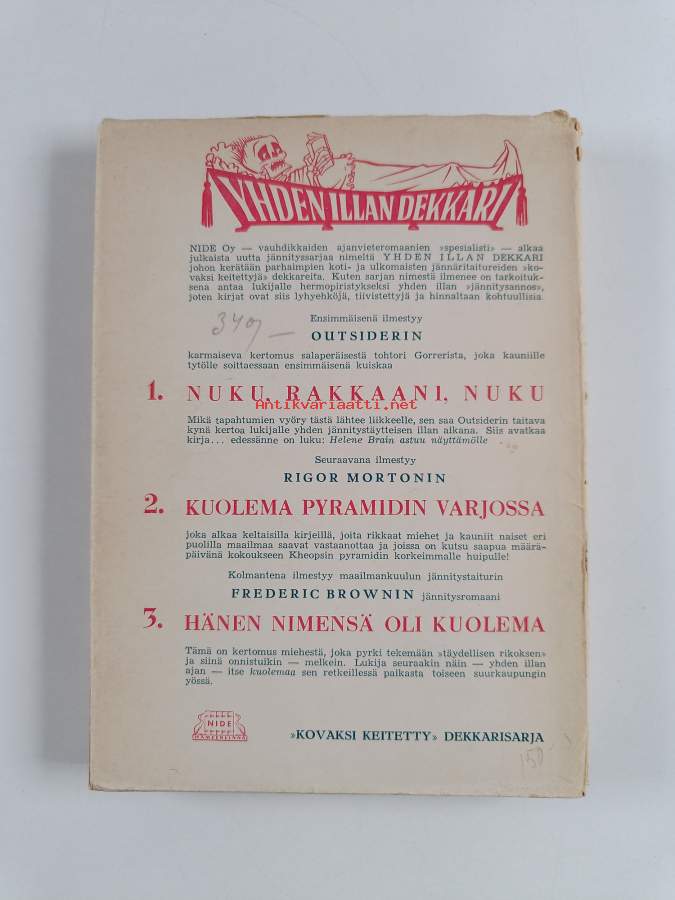 YHDEN ILLAN DEKKARI
NIDE Oy — vauhdikkaiden ajanvieteromaanien »spesialisti» — alkaa
julkaista uutta jännityssarjaa nimeltä YHDEN ILLAN DEKKARI
johon kerätään parhaimpien koti- ja ulkomaisten jännäritaitureiden »ko-
vaksi keitettyjä» dekkareita. Kuten sarjan nimestä ilmenee on tarkoituk-
sena antaa lukijalle hermopiristykseksi yhden illan »jännitysannos»,
joten kirjat ovat siis lyhyehköjä, tiivistettyjä ja hinnaltaan kohtuullisia.
Ensimmäisenä ilmestyy
340,—
OUTSIDERIN
karmaiseva kertomus salaperäisestä tohtori Gorrerista, joka kauniille
tytölle soittaessaan ensimmäisenä kuiskaa
1. NUKU, RAKKAANI, NUKU
Antikvariaatti.net
Mikä tapahtumien vyöry tästä lähtee liikkeelle, sen saa Outsiderin taitava
kynä kertoa lukijalle yhden jännitystäytteisen illan aikana. Siis avatkaa
kirja... edessänne on luku: Helene Brain astuu näyttämölle
Seuraavana ilmestyy
RIGOR MORTONIN
2. KUOLEMA PYRAMIDIN VARJOSSA
joka alkaa keltaisilla kirjeillä, joita rikkaat miehet ja kauniit naiset eri
puolilla maailmaa saavat vastaanottaa ja joissa on kutsu saapua määrä-
päivänä kokoukseen Kheopsin pyramidin korkeimmalle huipulle!
Kolmantena ilmestyy maailmankuulun jännitystaiturin
FREDERIC BROWNIN jännitysromaani
3. HÄNEN NIMENSÄ OLI KUOLEMA
Tämä on kertomus miehestä, joka pyrki tekemään »täydellisen rikoksen»
ja siinä onnistuikin — melkein. Lukija seuraakin näin — yhden illan
ajan — itse kuolemaa sen retkeillessä paikasta toiseen suurkaupungin
yössä.
NIDE
HÄMEENLINNA
»KOVAKSI KEITETTY» DEKKARISARJA
150